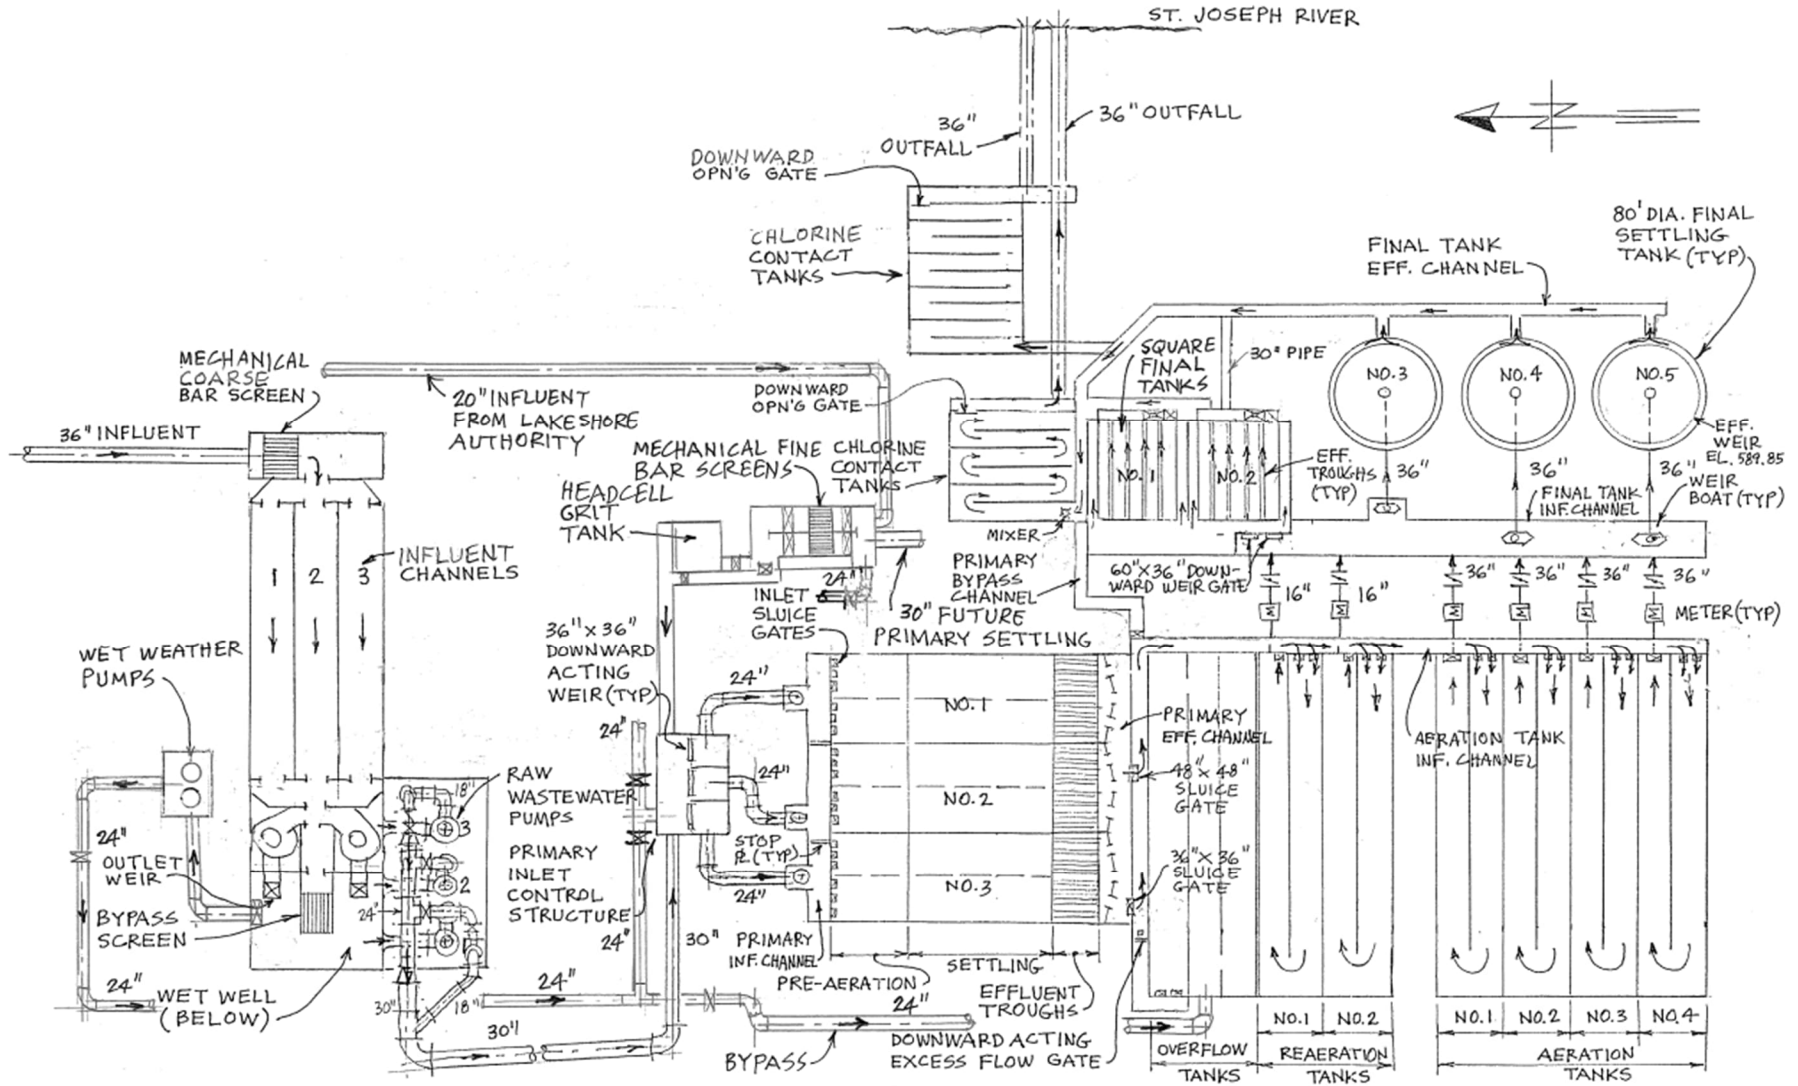 ST. JOSEPH RIVER
36" OUTFALL
36"
OUTFALL
N
DOWNWARD
OPN'G GATE
CHLORINE
CONTACT
TANKS
80' DIA. FINAL
SETTLING
TANK (TYP)
FINAL TANK
EFF. CHANNEL
MECHANICAL
COARSE
BAR SCREEN
36" INFLUENT
20" INFLUENT
FROM LAKESHORE
AUTHORITY
DOWNWARD
OPN'G GATE
SQUARE
FINAL
TANKS
30" PIPE
NO.3
NO.4
NO.5
EFF.
WEIR
EL. 589.85
MECHANICAL FINE
BAR SCREENS
CHLORINE
CONTACT
TANKS
NO. 1
NO. 2
EFF.
TROUGHS
(TYP)
36"
36"
36"
WEIR
BOAT (TYP)
FINAL TANK
INF. CHANNEL
HEADCELL
GRIT
TANK
MIXER
PRIMARY
BYPASS
CHANNEL
60"X36" DOWN-
WARD WEIR GATE
16"
16"
36"
36"
36"
36"
METER (TYP)
INFLUENT
CHANNELS
1
2
3
24"
INLET
SLUICE
GATES
30" FUTURE
PRIMARY SETTLING
36" X 36"
DOWNWARD
ACTING
WEIR (TYP)
WET WEATHER
PUMPS
24"
24"
NO.1
PRIMARY
EFF. CHANNEL
AERATION TANK
INF. CHANNEL
48" X 48"
SLUICE
GATE
18"
RAW
WASTEWATER
PUMPS
3
24"
NO.2
24"
OUTLET
WEIR
PRIMARY
INLET
CONTROL
STRUCTURE
2
STOP
PL (TYP)
36" X 36"
SLUICE
GATE
24"
NO.3
BYPASS
SCREEN
24"
24"
30"
PRIMARY
INF. CHANNEL
SETTLING
PRE-AERATION
EFFLUENT
TROUGHS
24"
WET WELL
(BELOW)
30"
18"
24"
24"
30"
BYPASS
DOWNWARD ACTING
EXCESS FLOW GATE
OVERFLOW
TANKS
NO.1
NO.2
REAERATION
TANKS
NO.1
NO.2
NO.3
NO.4
AERATION
TANKS